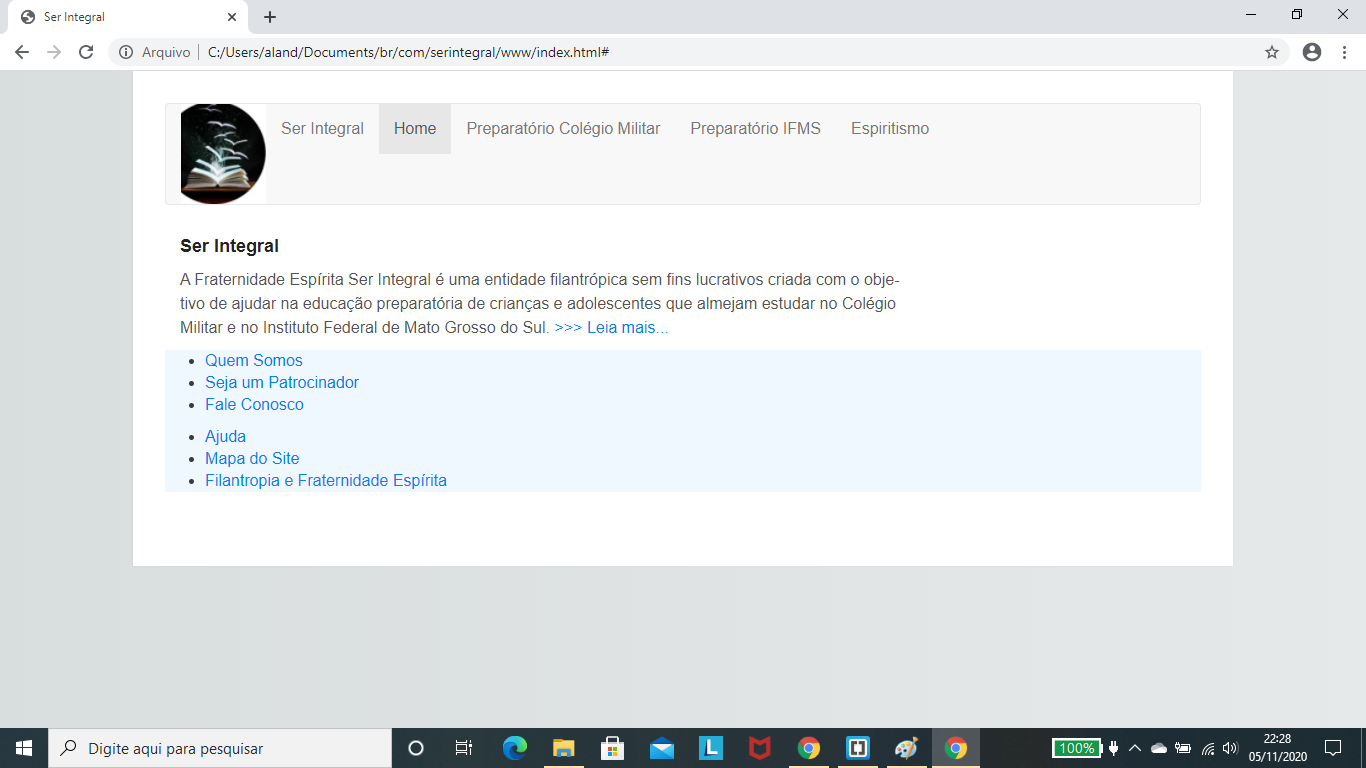 Ser Integral
Arquivo
C:/Users/aland/Documents/br/com/serintegral/www/index.html#
Ser Integral Home Preparatório Colégio Militar Preparatório IFMS Espiritismo
Ser Integral
A Fraternidade Espírita Ser Integral é uma entidade filantrópica sem fins lucrativos criada com o obje-
tivo de ajudar na educação preparatória de crianças e adolescentes que almejam estudar no Colégio
Militar e no Instituto Federal de Mato Grosso do Sul. >>> Leia mais...
Quem Somos
Seja um Patrocinador
Fale Conosco
Ajuda
Mapa do Site
Filantropia e Fraternidade Espírita
Digite aqui para pesquisar
L
100%
22:28
05/11/2020